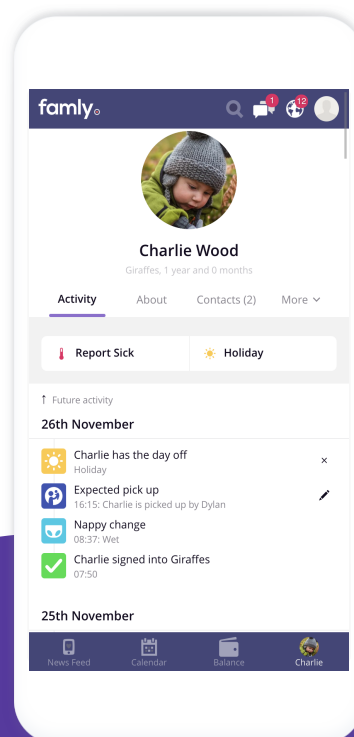 famly
1
12
Charlie Wood
Giraffes, 1 year and 0 months
Activity About Contacts (2) More
Report Sick Holiday
↑ Future activity
26th November
Charlie has the day off
Holiday
Expected pick up
16:15: Charlie is picked up by Dylan
Nappy change
08:37: Wet
Charlie signed into Giraffes
07:50
25th November
News Feed Calendar Balance Charlie